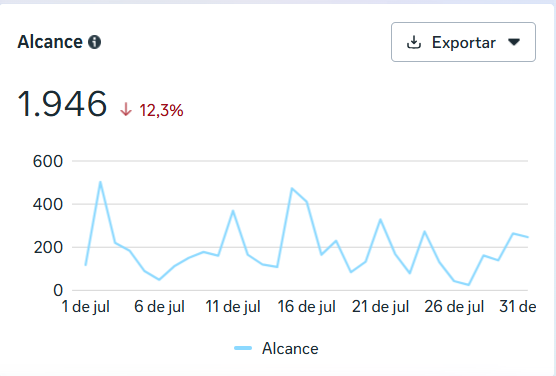 Alcance
Exportar
1.946 ↓ 12,3%
600
400
200
0
1 de jul 6 de jul 11 de jul 16 de jul 21 de jul 26 de jul 31 de
Alcance